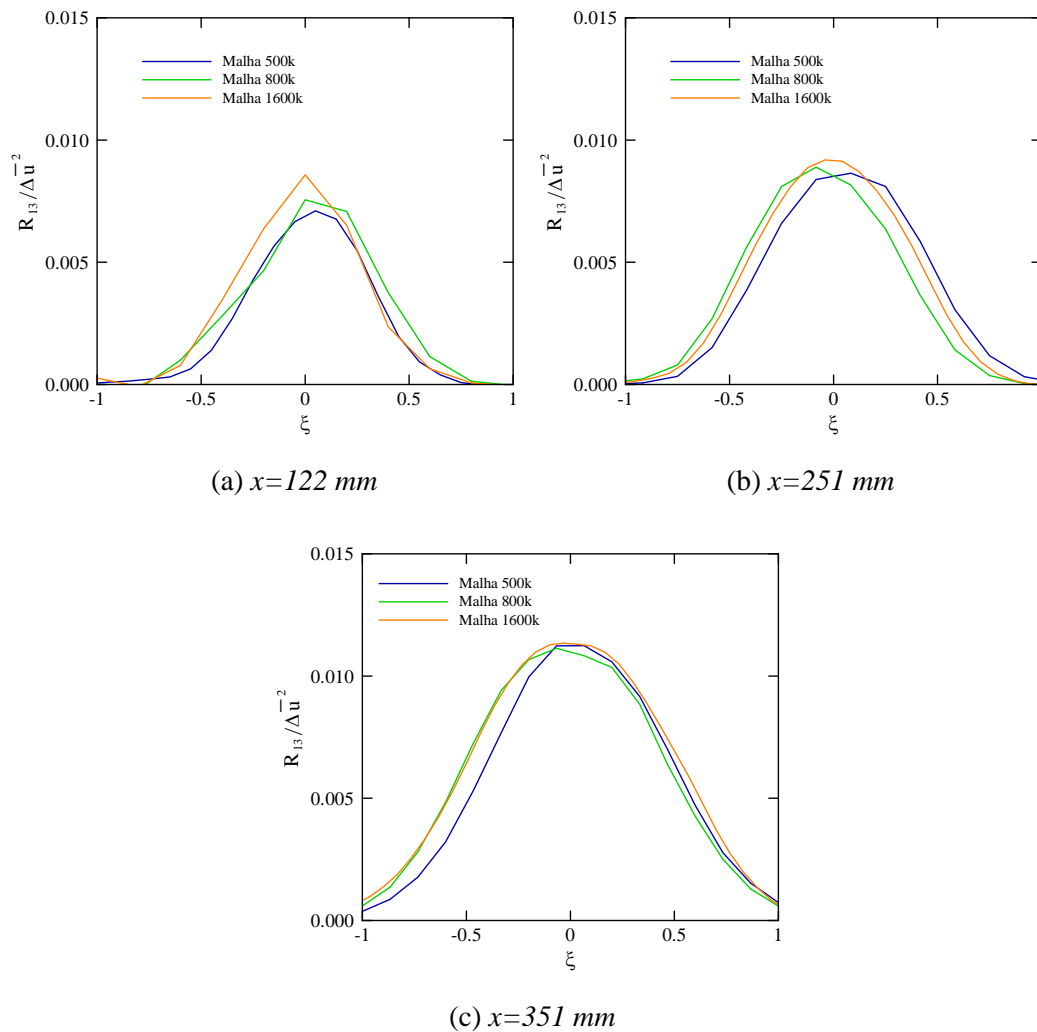 0.015
0.010
0.005
0.000
R₁₃/Δu̅²
Malha 500k
Malha 800k
Malha 1600k
-1 -0.5 0 0.5 1
ξ
(a) x=122 mm
0.015
0.010
0.005
0.000
R₁₃/Δu̅²
Malha 500k
Malha 800k
Malha 1600k
-1 -0.5 0 0.5
ξ
(b) x=251 mm
0.015
0.010
0.005
0.000
R₁₃/Δu̅²
Malha 500k
Malha 800k
Malha 1600k
-1 -0.5 0 0.5 1
ξ
(c) x=351 mm